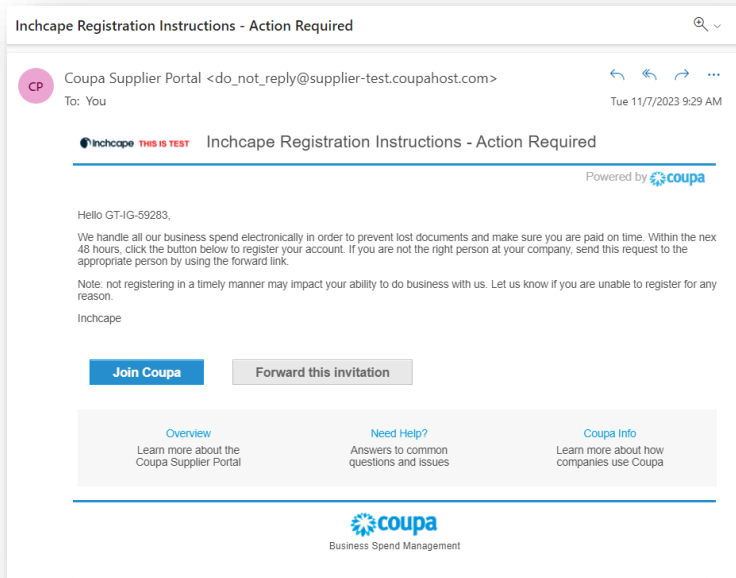 Inchcape Registration Instructions - Action Required
CP
Coupa Supplier Portal <do_not_reply@supplier-test.coupahost.com>
To: You
Tue 11/7/2023 9:29 AM
Inchcape THIS IS TEST Inchcape Registration Instructions - Action Required
Powered by coupa
Hello GT-IG-59283,
We handle all our business spend electronically in order to prevent lost documents and make sure you are paid on time. Within the nex
48 hours, click the button below to register your account. If you are not the right person at your company, send this request to the
appropriate person by using the forward link.
Note: not registering in a timely manner may impact your ability to do business with us. Let us know if you are unable to register for any
reason.
Inchcape
Join Coupa Forward this invitation
Overview
Learn more about the
Coupa Supplier Portal
Need Help?
Answers to common
questions and issues
Coupa Info
Learn more about how
companies use Coupa
coupa
Business Spend Management